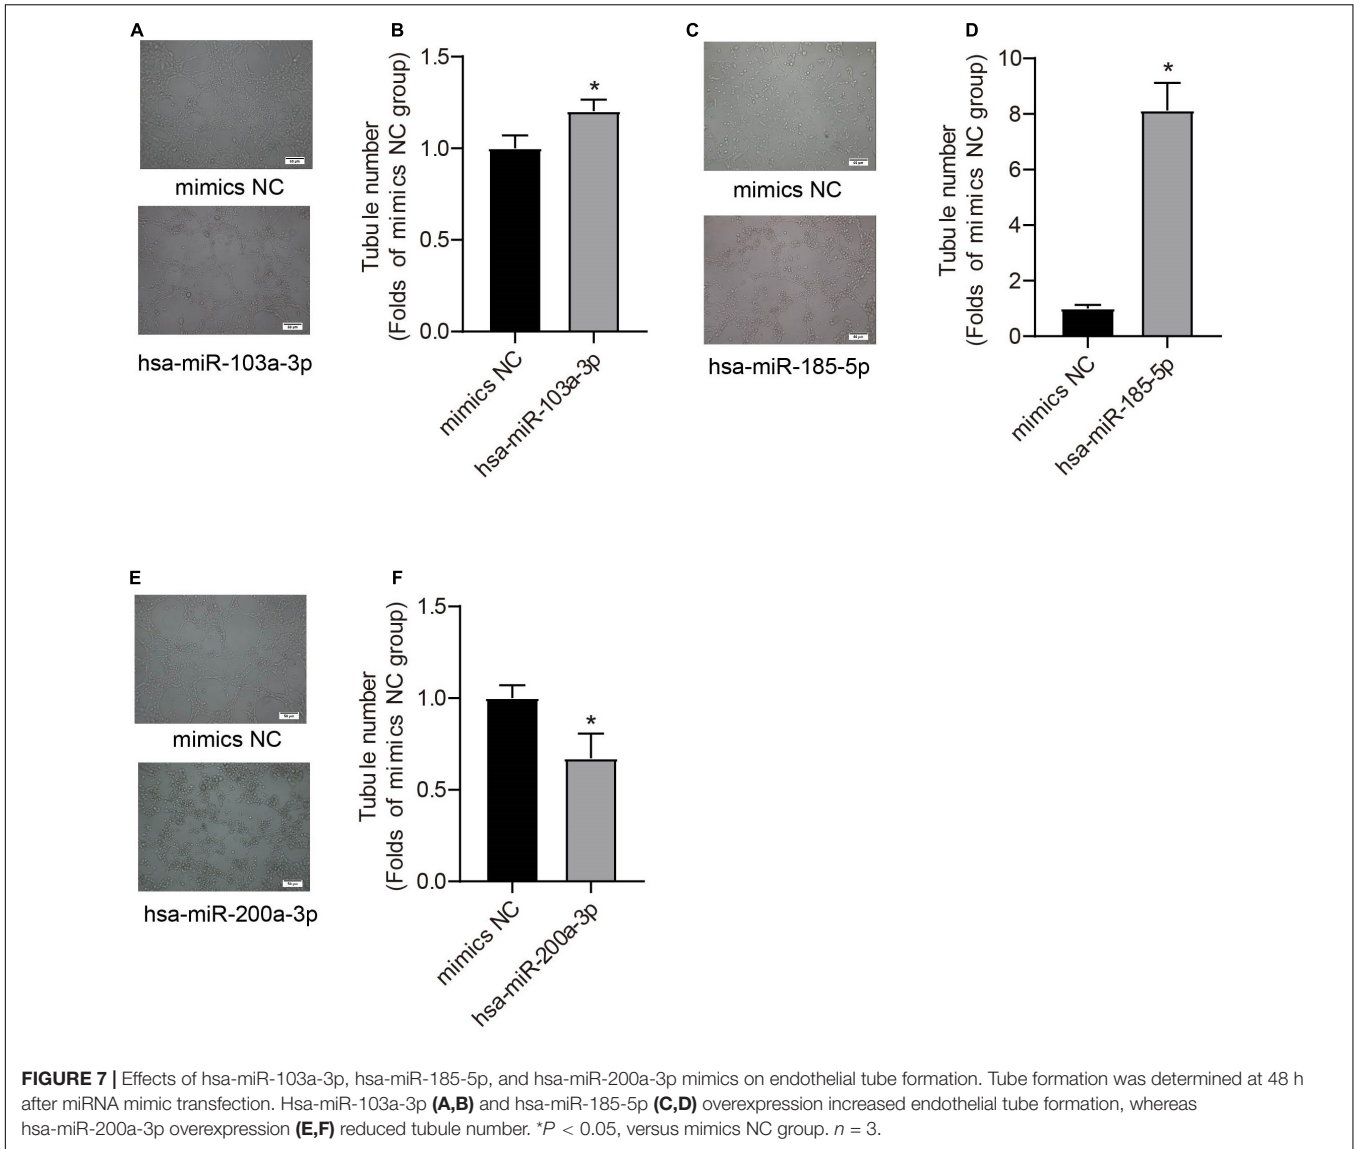 A
mimics NC
hsa-miR-103a-3p
B
Tubule number
(Folds of mimics NC group)
1.5
1.0
0.5
0.0
mimics NC
hsa-miR-103a-3p
*
C
mimics NC
hsa-miR-185-5p
D
Tubule number
(Folds of mimics NC group)
10
8
6
4
2
0
mimics NC
hsa-miR-185-5p
*
E
mimics NC
hsa-miR-200a-3p
F
Tubule number
(Folds of mimics NC group)
1.5
1.0
0.5
0.0
mimics NC
hsa-miR-200a-3p
*
FIGURE 7 | Effects of hsa-miR-103a-3p, hsa-miR-185-5p, and hsa-miR-200a-3p mimics on endothelial tube formation. Tube formation was determined at 48 h
after miRNA mimic transfection. Hsa-miR-103a-3p (A,B) and hsa-miR-185-5p (C,D) overexpression increased endothelial tube formation, whereas
hsa-miR-200a-3p overexpression (E,F) reduced tubule number. *P < 0.05, versus mimics NC group. n = 3.